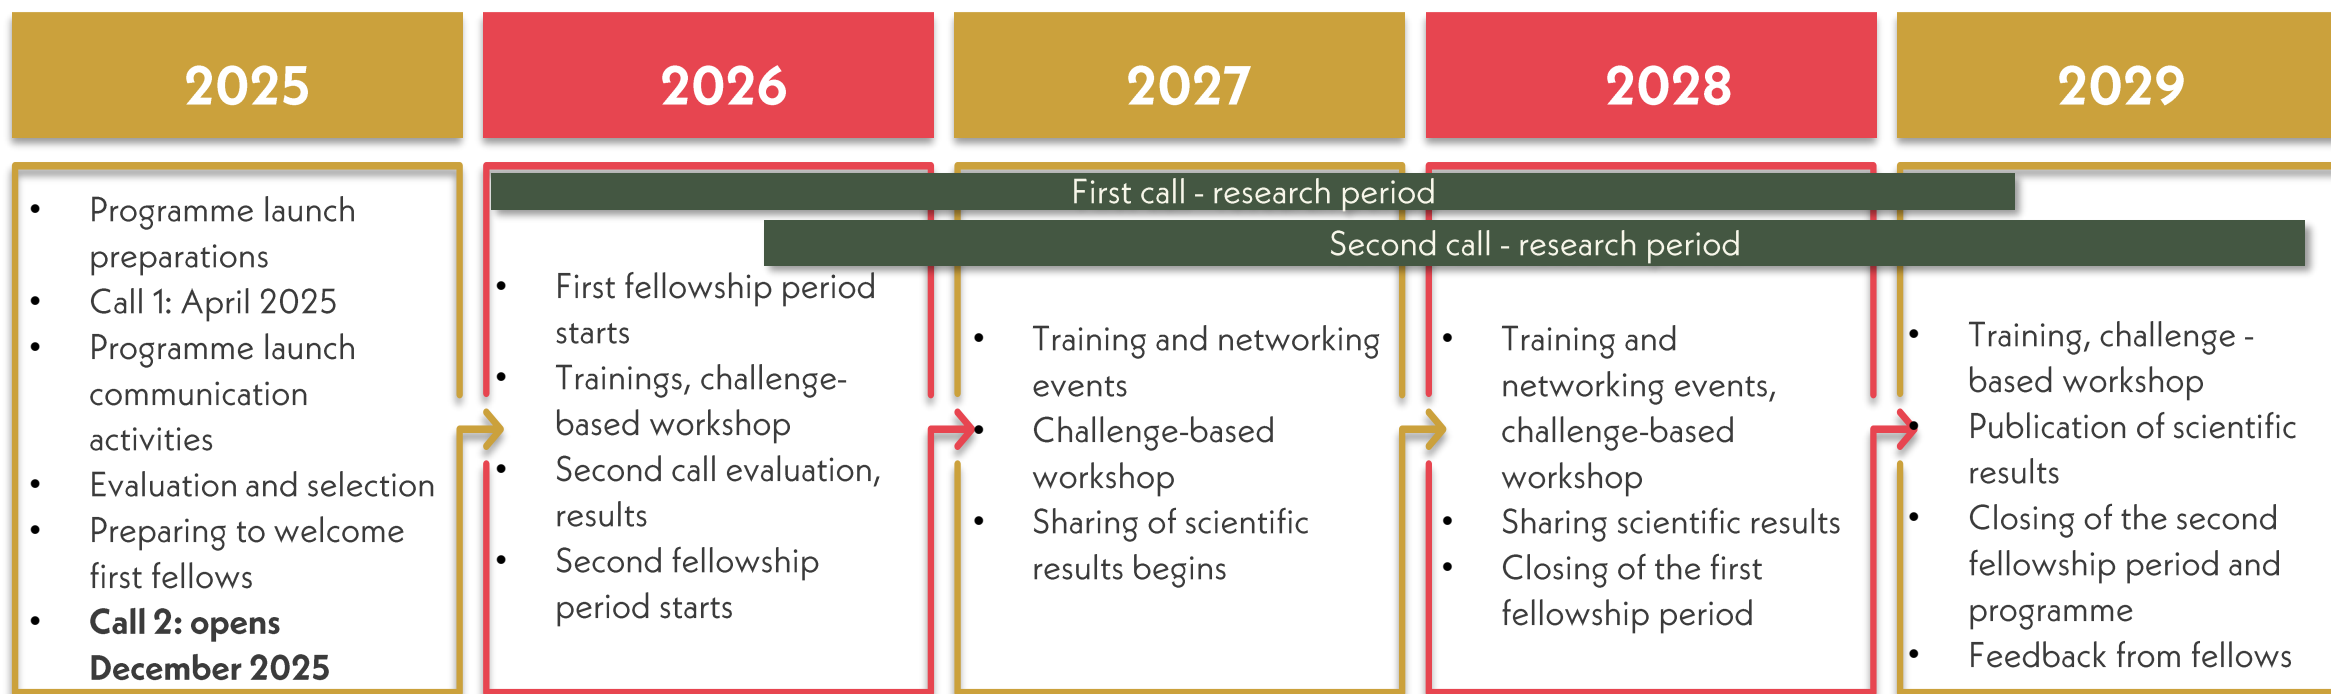 2025
• Programme launch
preparations
• Call 1: April 2025
• Programme launch
communication
activities
• Evaluation and selection
• Preparing to welcome
first fellows
• Call 2: opens
December 2025
2026
First call - research period
Second call - research period
• First fellowship period
starts
• Trainings, challenge-
based workshop
• Second call evaluation,
results
• Second fellowship
period starts
2027
• Training and networking
events
• Challenge-based
workshop
• Sharing of scientific
results begins
2028
• Training and
networking events,
challenge-based
workshop
• Sharing scientific results
• Closing of the first
fellowship period
2029
• Training, challenge -
based workshop
• Publication of scientific
results
• Closing of the second
fellowship period and
programme
• Feedback from fellows